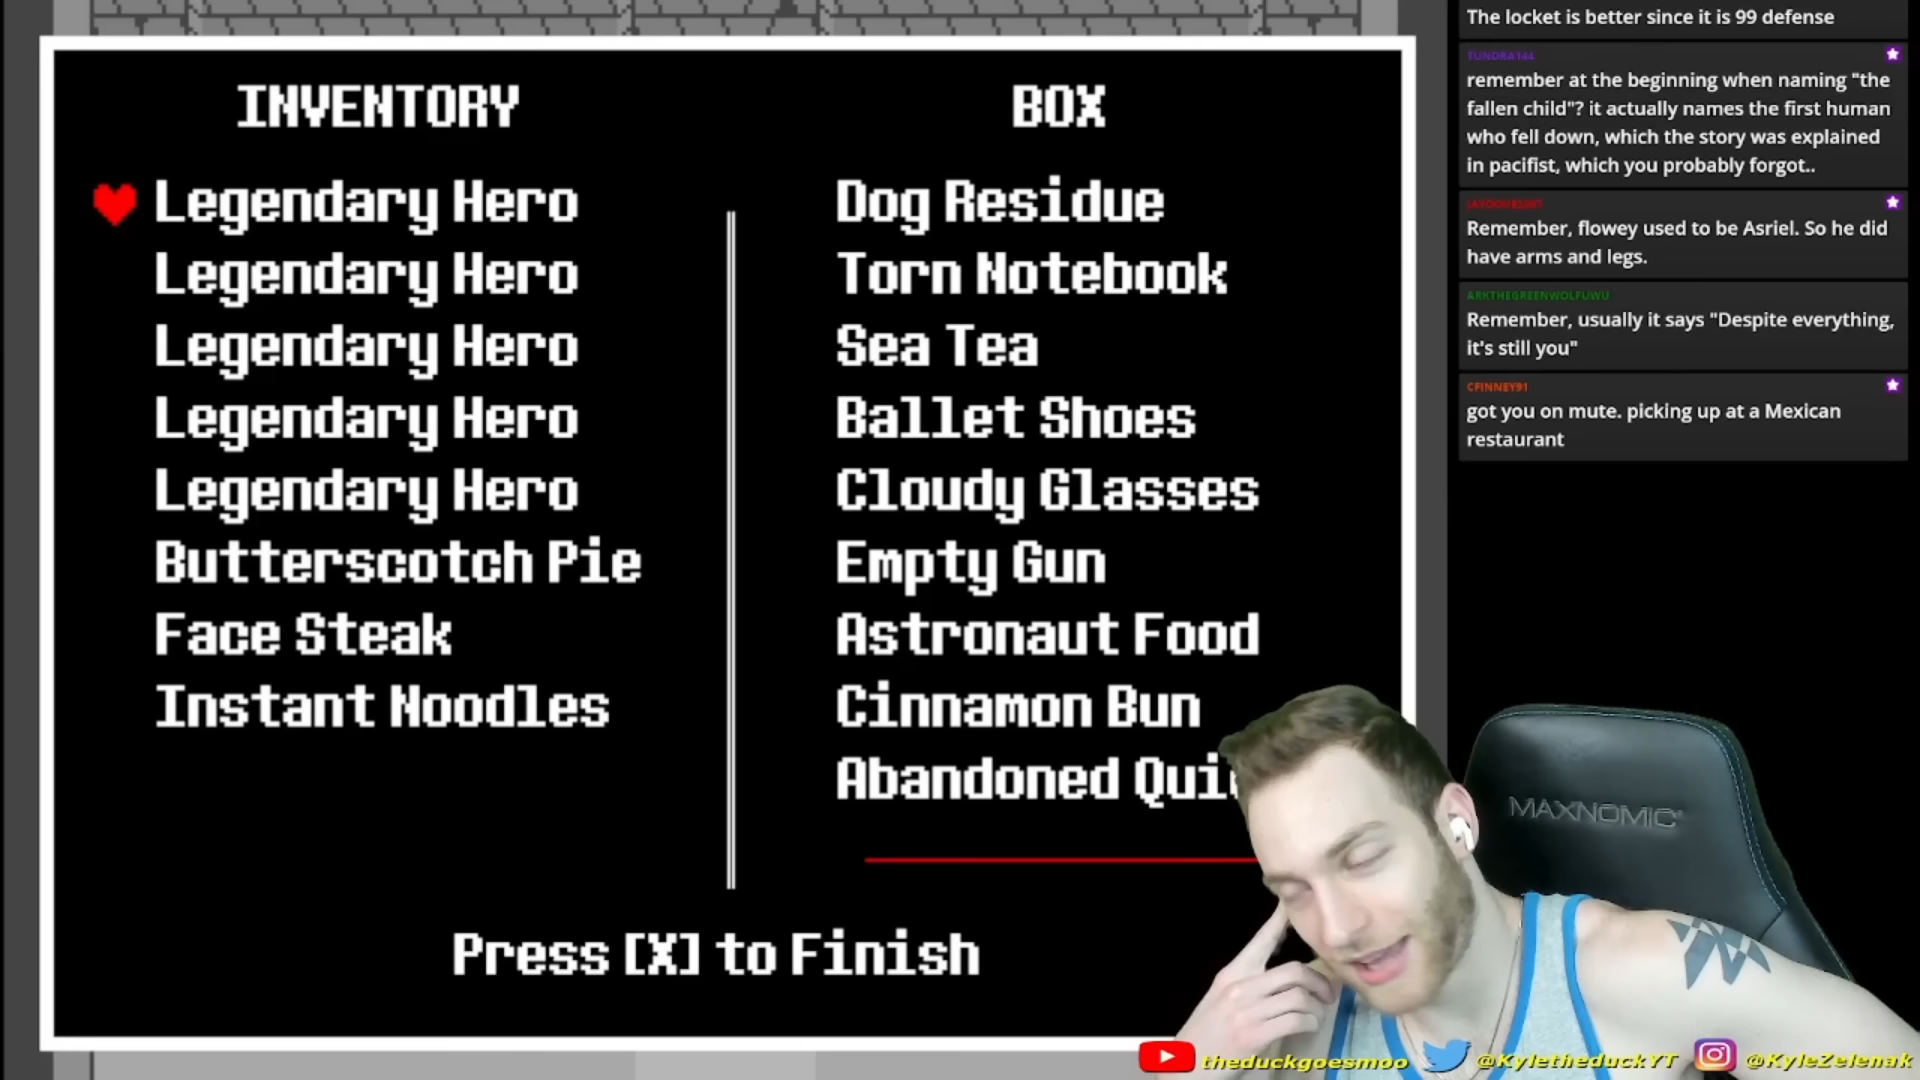 INVENTORY
BOX
Legendary Hero
Legendary Hero
Legendary Hero
Legendary Hero
Legendary Hero
Butterscotch Pie
Face Steak
Instant Noodles
Dog Residue
Torn Notebook
Sea Tea
Ballet Shoes
Cloudy Glasses
Empty Gun
Astronaut Food
Cinnamon Bun
Abandoned Qui
Press [X] to Finish
The locket is better since it is 99 defense
TUNDRA144
remember at the beginning when naming "the
fallen child"? it actually names the first human
who fell down, which the story was explained
in pacifist, which you probably forgot..
Remember, flowey used to be Asriel. So he did
have arms and legs.
ARKTHEGREENWOLFUWU
Remember, usually it says "Despite everything,
it's still you"
CFINNEY91
got you on mute. picking up at a Mexican
restaurant
MAXNOMIC
theduckgoesmoo
@KyletheduckYT
@KyleZelenak